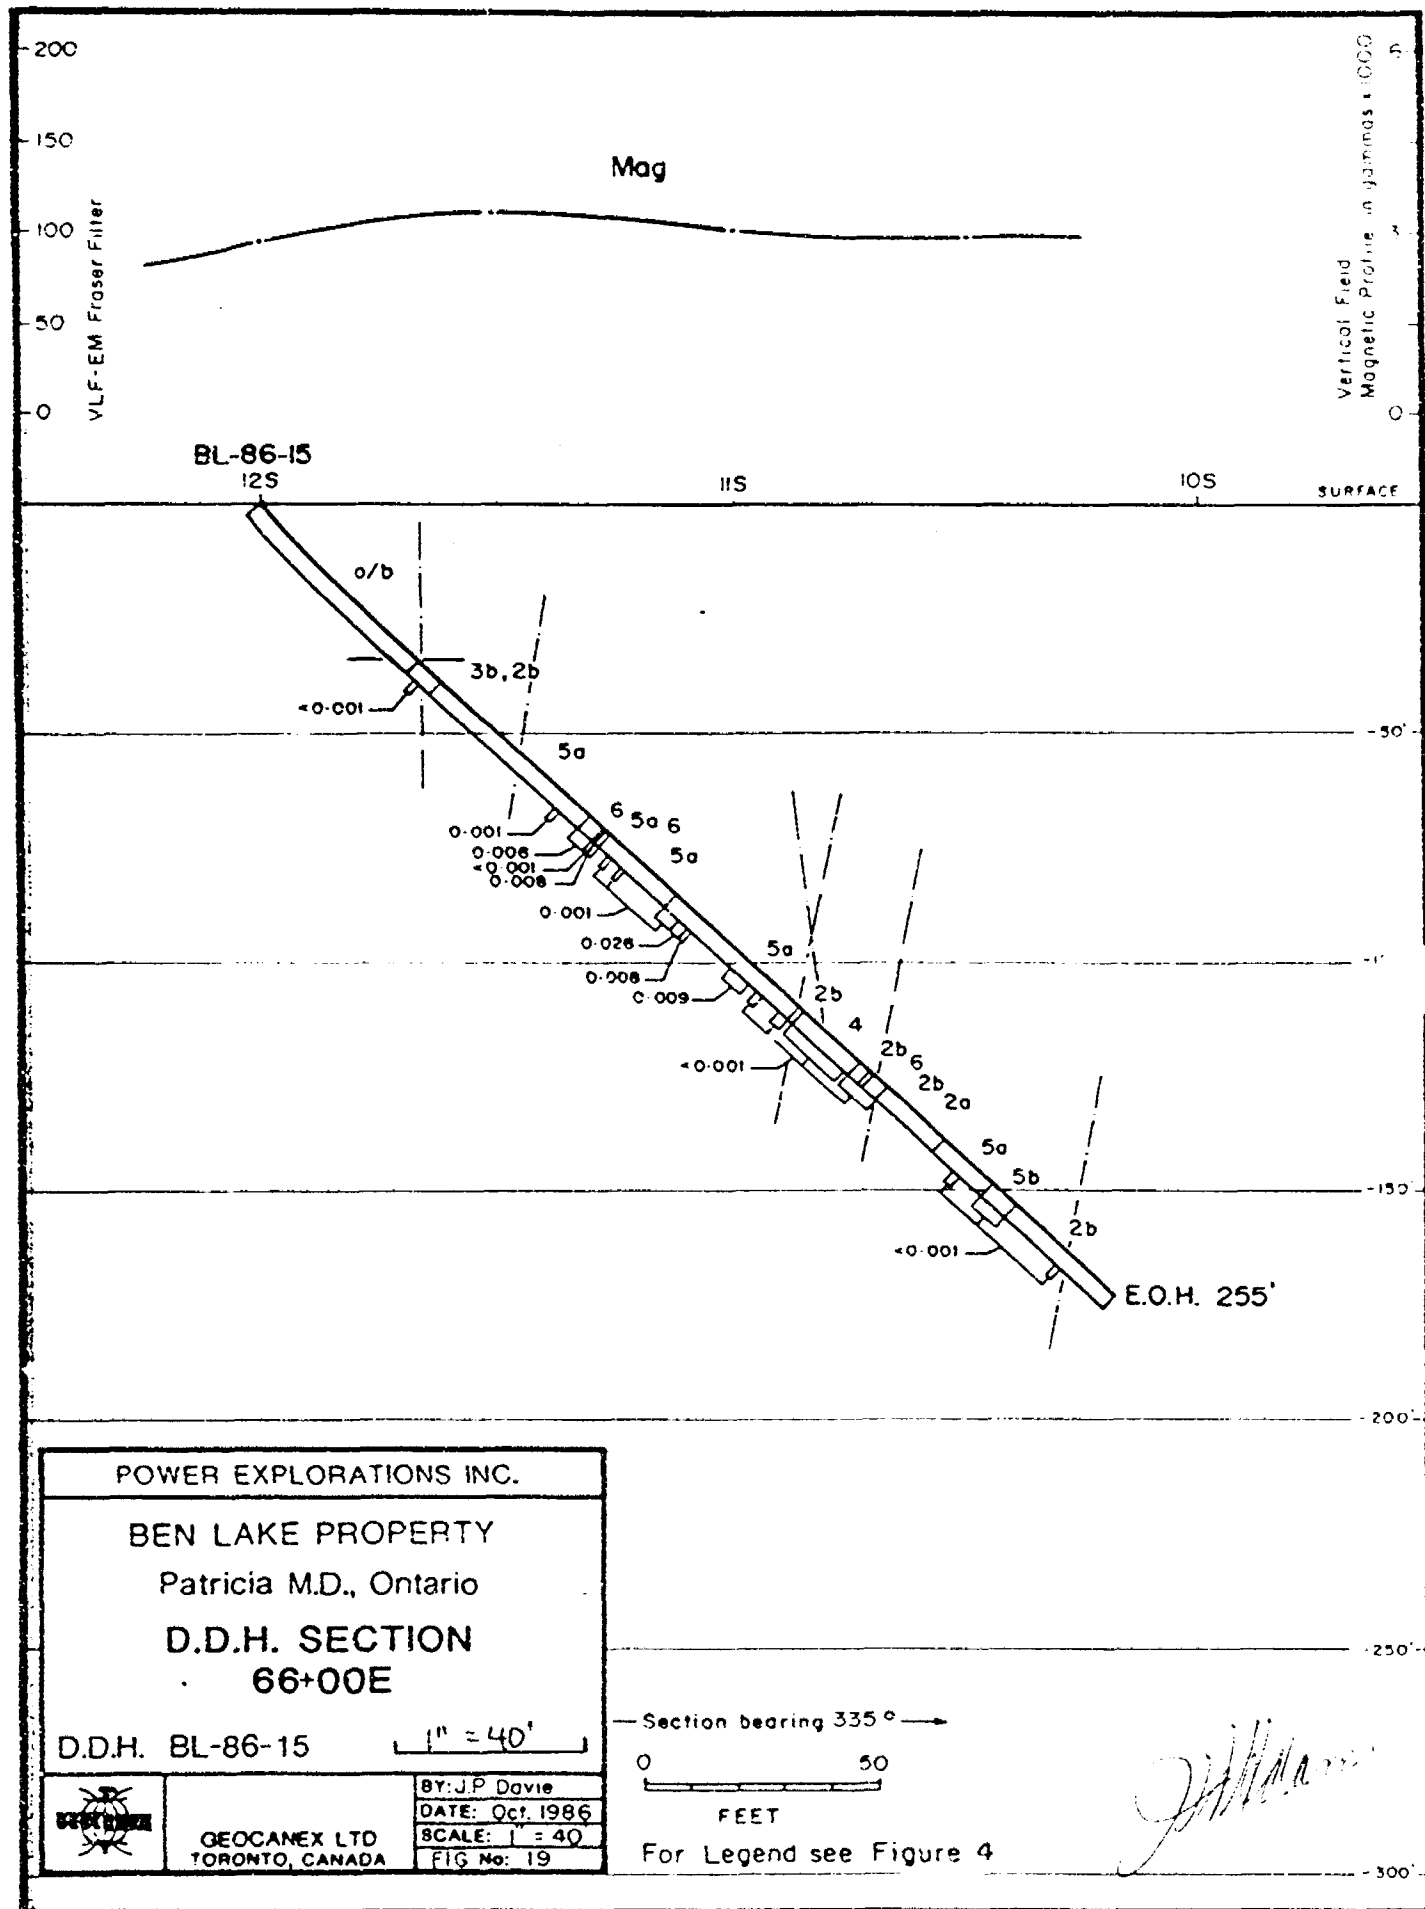 200
150
100
50
0
VLF-EM Fraser Filter
Mag
6
3
0
Vertical Field
Magnetic Profile in gammas x 1000
BL-86-15
12S
11S
10S
SURFACE
o/b
3b, 2b
<0.001
-50'
5a
6
5a
6
5a
0.001
0.006
<0.001
0.008
0.001
0.026
0.008
0.009
5a
2b
4
2b
6
2b
2a
<0.001
5a
5b
-150'
2b
<0.001
E.O.H. 255'
-200'
-250'
-300'
POWER EXPLORATIONS INC.
BEN LAKE PROPERTY
Patricia M.D., Ontario
D.D.H. SECTION
66+00E
D.D.H. BL-86-15
1" = 40'
GEOCANEX LTD
TORONTO, CANADA
BY: J.P. Davie
DATE: Oct. 1986
SCALE: 1" = 40'
FIG No: 19
Section bearing 335°
0 50
FEET
For Legend see Figure 4